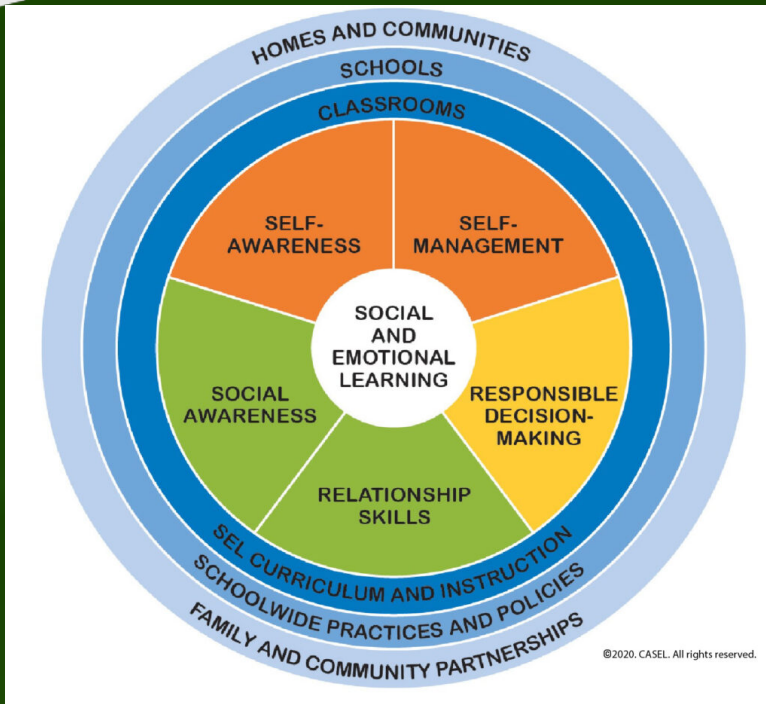 HOMES AND COMMUNITIES
SCHOOLS
CLASSROOMS
SELF-
AWARENESS
SELF-
MANAGEMENT
SOCIAL
AND
EMOTIONAL
LEARNING
SOCIAL
AWARENESS
RESPONSIBLE
DECISION-
MAKING
RELATIONSHIP
SKILLS
SEL CURRICULUM AND INSTRUCTION
SCHOOLWIDE PRACTICES AND POLICIES
FAMILY AND COMMUNITY PARTNERSHIPS
©2020. CASEL. All rights reserved.